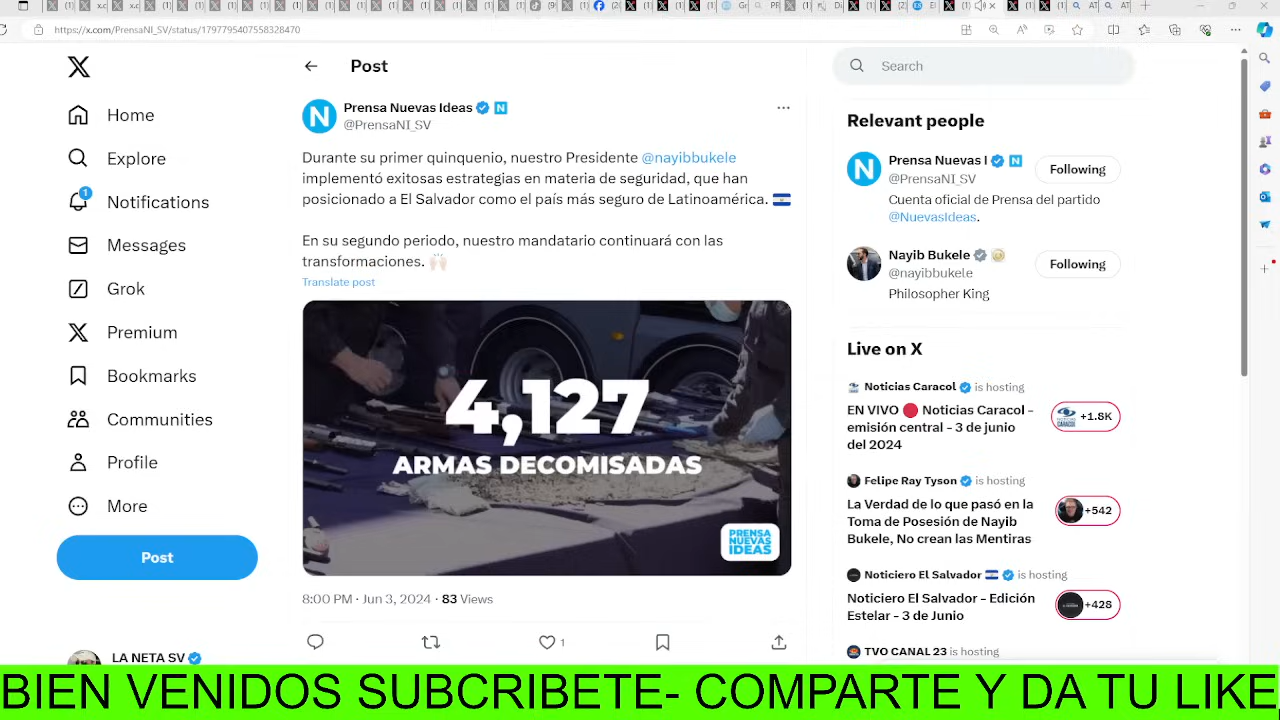 https://x.com/PrensaNI_SV/status/1797795407558328470
Home
Explore
1
Notifications
Messages
Grok
Premium
Bookmarks
Communities
Profile
More
Post
LA NETA SV
Post
Prensa Nuevas Ideas
@PrensaNI_SV
Durante su primer quinquenio, nuestro Presidente @nayibbukele
implementó exitosas estrategias en materia de seguridad, que han
posicionado a El Salvador como el país más seguro de Latinoamérica.
En su segundo periodo, nuestro mandatario continuará con las
transformaciones.
Translate post
4,127
ARMAS DECOMISADAS
PRENSA
NUEVAS
IDEAS
8:00 PM · Jun 3, 2024 · 83 Views
1
Search
Relevant people
Prensa Nuevas I
@PrensaNI_SV
Following
Cuenta oficial de Prensa del partido
@NuevasIdeas.
Nayib Bukele
@nayibbukele
Following
Philosopher King
Live on X
Noticias Caracol is hosting
EN VIVO Noticias Caracol -
emisión central - 3 de junio
del 2024
+1.8K
Felipe Ray Tyson is hosting
La Verdad de lo que pasó en la
Toma de Posesión de Nayib
Bukele, No crean las Mentiras
+542
Noticiero El Salvador is hosting
Noticiero El Salvador - Edición
Estelar - 3 de Junio
+428
TVO CANAL 23 is hosting
BIEN VENIDOS SUBCRIBETE- COMPARTE Y DA TU LIKE